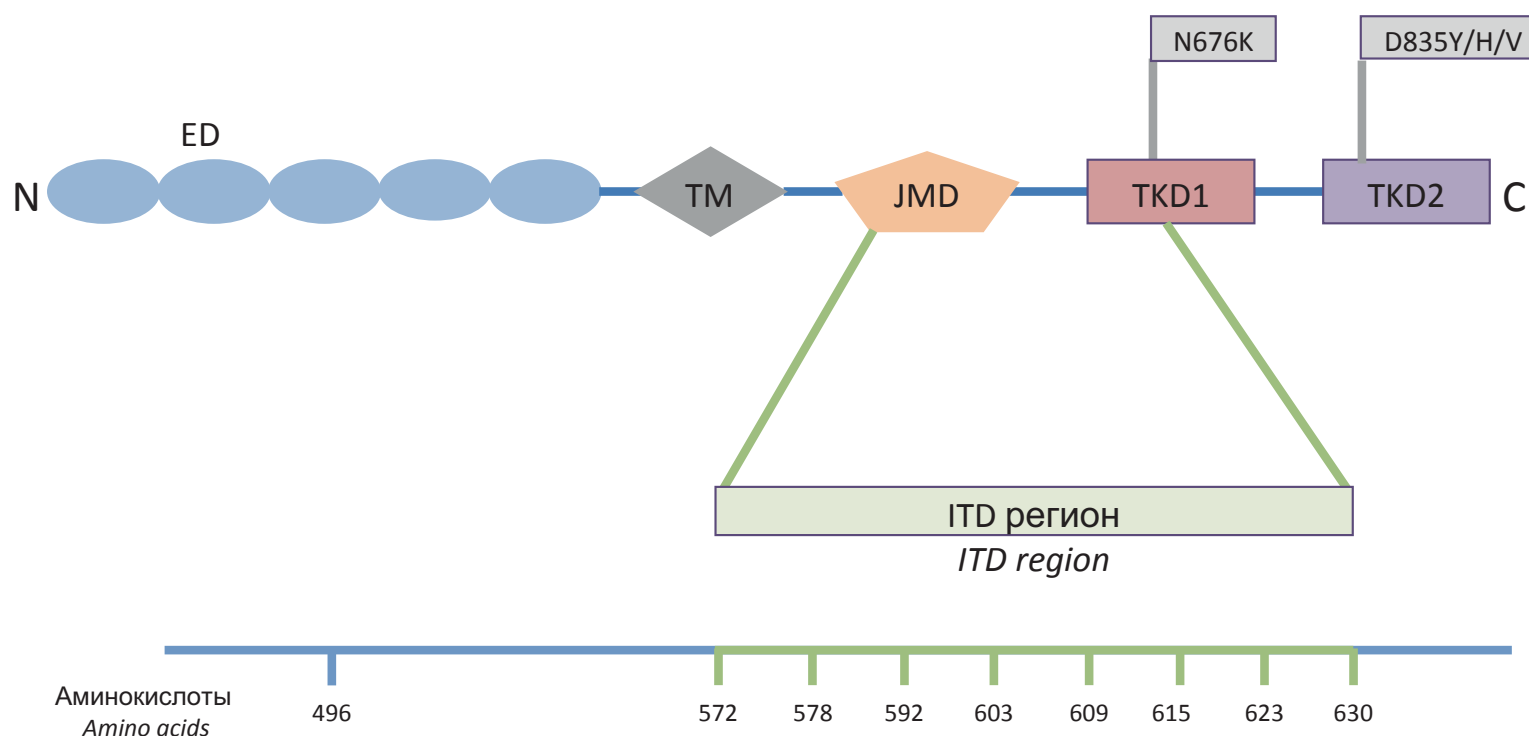 N676K
D835Y/H/V
ED
N
TM
JMD
TKD1
TKD2
C
ITD регион
ITD region
Аминокислоты
Amino acids
496
572
578
592
603
609
615
623
630